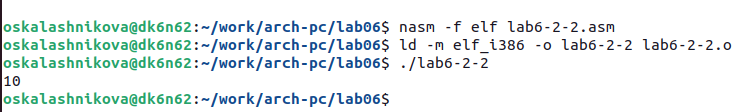 oskalashnikova@dk6n62:~/work/arch-pc/lab06$ nasm -f elf lab6-2-2.asm
oskalashnikova@dk6n62:~/work/arch-pc/lab06$ ld -m elf_i386 -o lab6-2-2 lab6-2-2.o
oskalashnikova@dk6n62:~/work/arch-pc/lab06$ ./lab6-2-2
10
oskalashnikova@dk6n62:~/work/arch-pc/lab06$